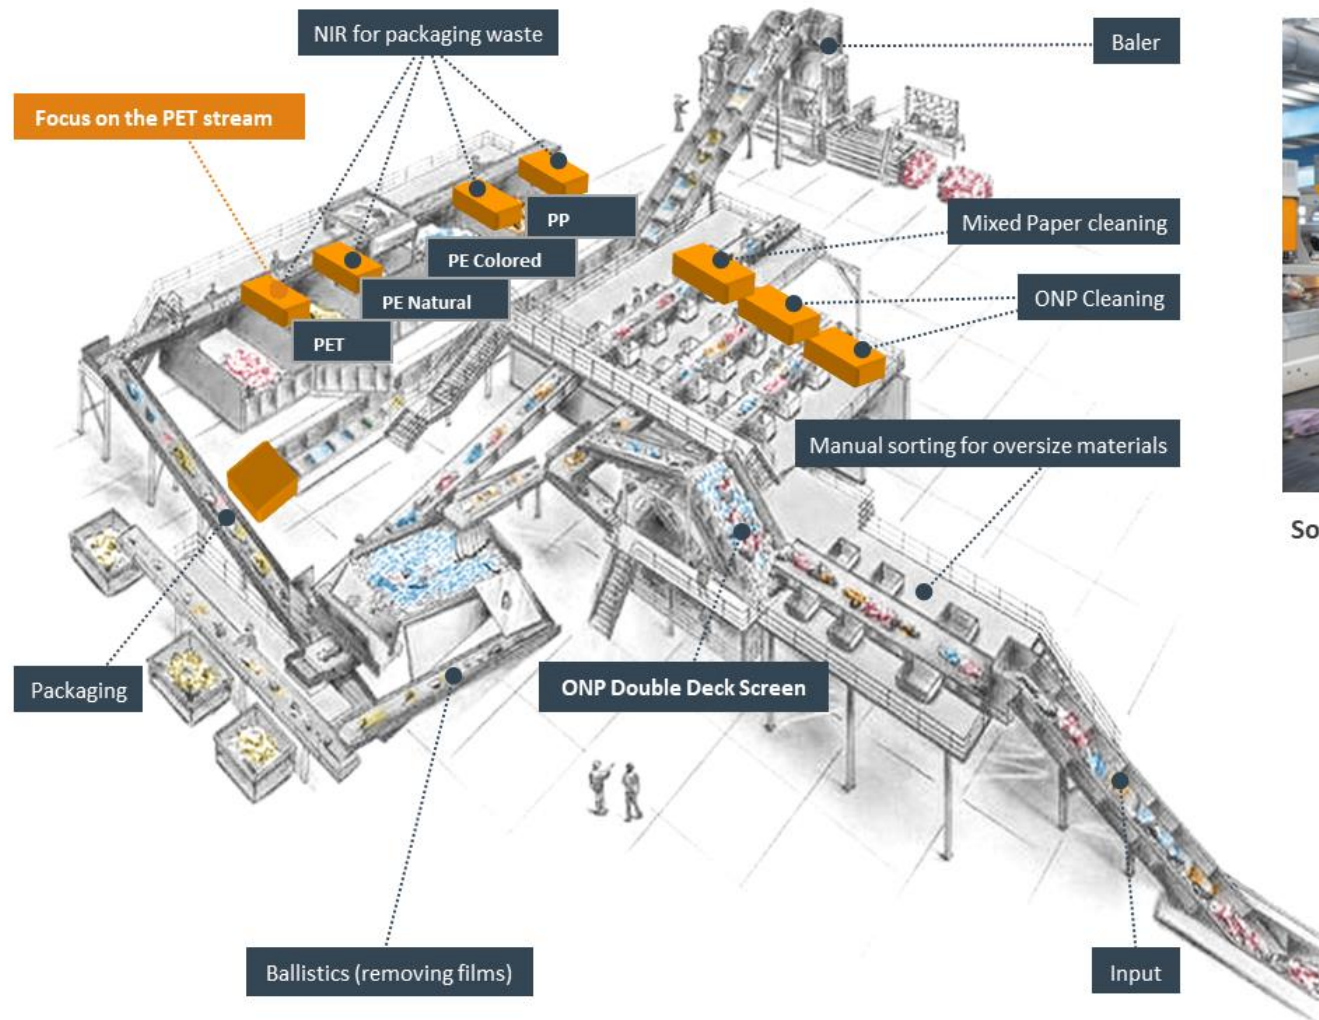 NIR for packaging waste
Baler
Focus on the PET stream
Mixed Paper cleaning
PP
PE Colored
ONP Cleaning
PE Natural
PET
Manual sorting for oversize materials
So
Packaging
ONP Double Deck Screen
Ballistics (removing films)
Input